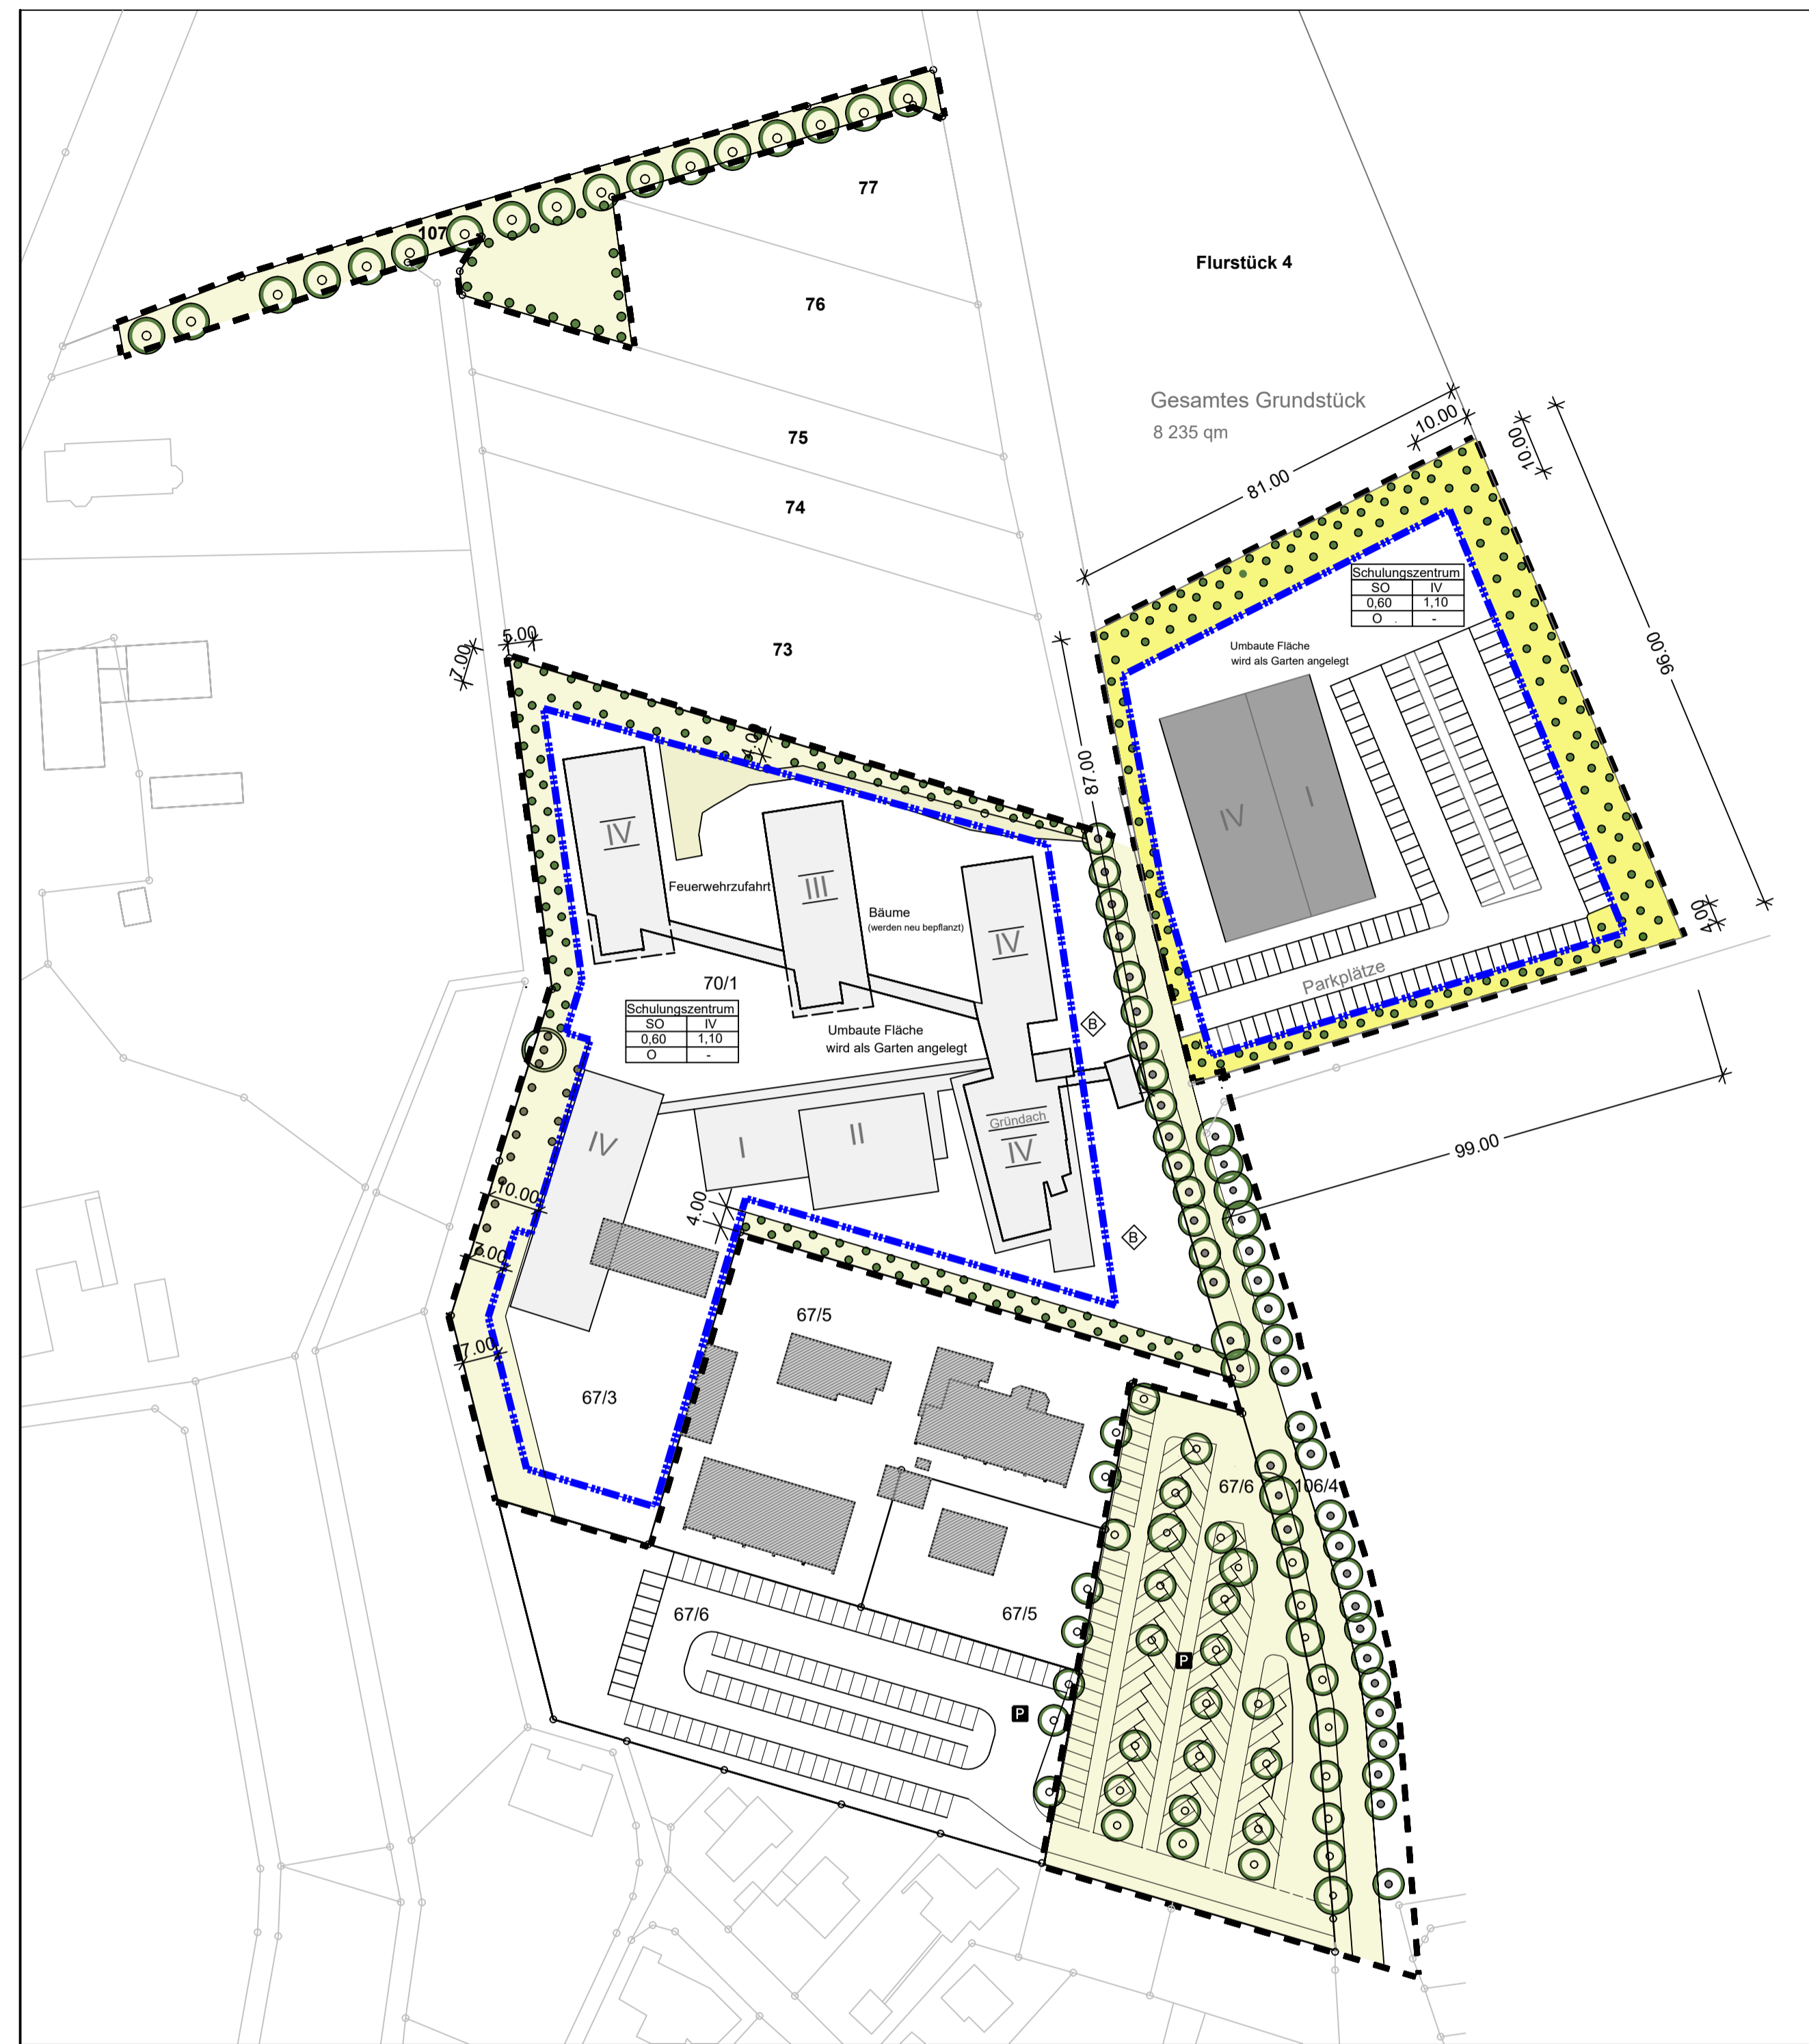 77
107
Flurstück 4
76
Gesamtes Grundstück
8 235 qm
10.00
10.00
75
81.00
74
Schulungszentrum
SO IV
0,60 1,10
O . -
5.00
7.00
73
Umbaute Fläche
wird als Garten angelegt
96.00
4.00
87.00
IV I
IV
Feuerwehrzufahrt
III
Bäume
(werden neu bepflanzt)
IV
4.00
Parkplätze
70/1
Schulungszentrum
SO IV
0,60 1,10
O -
Umbaute Fläche
wird als Garten angelegt
B
Gründach
IV
IV
I
II
99.00
10.00
4.00
B
67/5
7.00
67/3
67/6
106/4
67/6
67/5
P
P